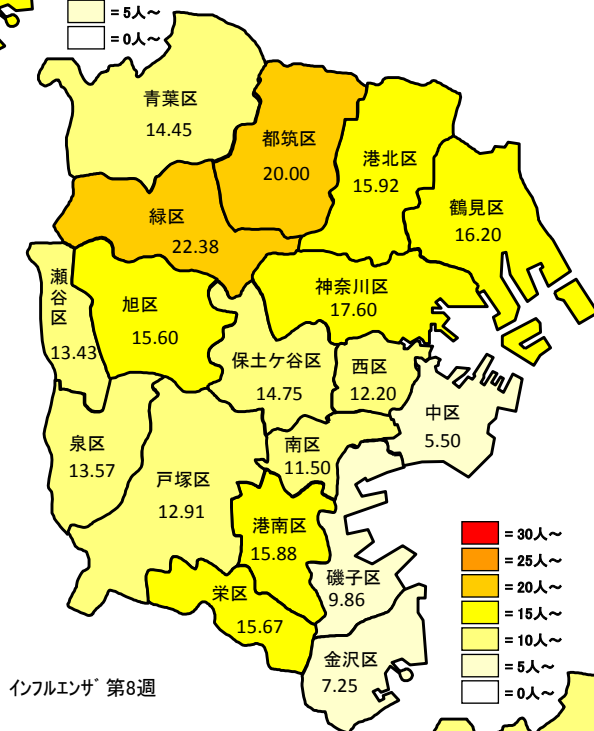 = 5人～
= 0人～
青葉区
14.45
都筑区
20.00
港北区
15.92
鶴見区
16.20
緑区
22.38
瀬谷区
13.43
旭区
15.60
神奈川区
17.60
保土ケ谷区
14.75
西区
12.20
中区
5.50
泉区
13.57
戸塚区
12.91
南区
11.50
港南区
15.88
磯子区
9.86
栄区
15.67
金沢区
7.25
= 30人～
= 25人～
= 20人～
= 15人～
= 10人～
= 5人～
= 0人～
インフルエンザ 第8週